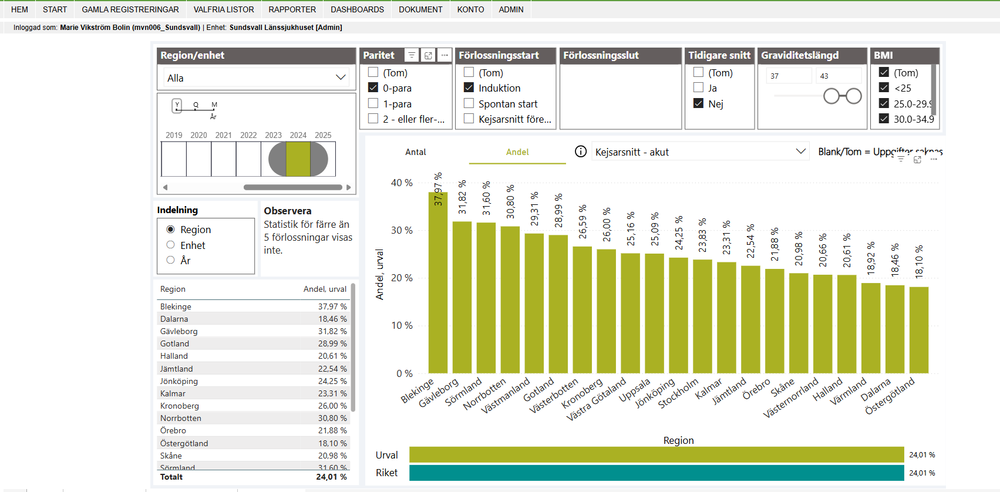 HEM START GAMLA REGISTRERINGAR VALFRIA LISTOR RAPPORTER DASHBOARDS DOKUMENT KONTO ADMIN
Inloggad som: Marie Vikström Bolin (mvn006_Sundsvall) | Enhet: Sundsvall Länssjukhuset [Admin]
Region/enhet
Alla
Y Q M
År
2019 2020 2021 2022 2023 2024 2025
Paritet
(Tom)
0-para
1-para
2 - eller fler-...
Förlossningsstart
(Tom)
Induktion
Spontan start
Kejsarsnitt före...
Förlossningsslut
Tidigare snitt
(Tom)
Ja
Nej
Graviditetslängd
37 43
BMI
(Tom)
<25
25.0-29.9
30.0-34.9
Indelning
Region
Enhet
År
Observera
Statistik för färre än
5 förlossningar visas
inte.
Region Andel, urval
Blekinge 37,97 %
Dalarna 18,46 %
Gävleborg 31,82 %
Gotland 28,99 %
Halland 20,61 %
Jämtland 22,54 %
Jönköping 24,25 %
Kalmar 23,31 %
Kronoberg 26,00 %
Norrbotten 30,80 %
Örebro 21,88 %
Östergötland 18,10 %
Skåne 20,98 %
Sörmland 31,60 %
Totalt 24,01 %
Antal Andel Kejsarsnitt - akut Blank/Tom = Uppgifter saknas
Andel, urval
40 %
30 %
20 %
10 %
0 %
37,97 % 31,82 % 31,60 % 30,80 % 29,31 % 28,99 % 26,59 % 26,00 % 25,16 % 25,09 % 24,25 % 23,83 % 23,31 % 22,54 % 21,88 % 20,98 % 20,66 % 20,61 % 18,92 % 18,46 % 18,10 %
Blekinge Gävleborg Sörmland Norrbotten Västmanland Gotland Västerbotten Kronoberg Västra Götaland Uppsala Jönköping Stockholm Kalmar Jämtland Örebro Skåne Västernorrland Halland Värmland Dalarna Östergötland
Region
Urval 24,01 %
Riket 24,01 %